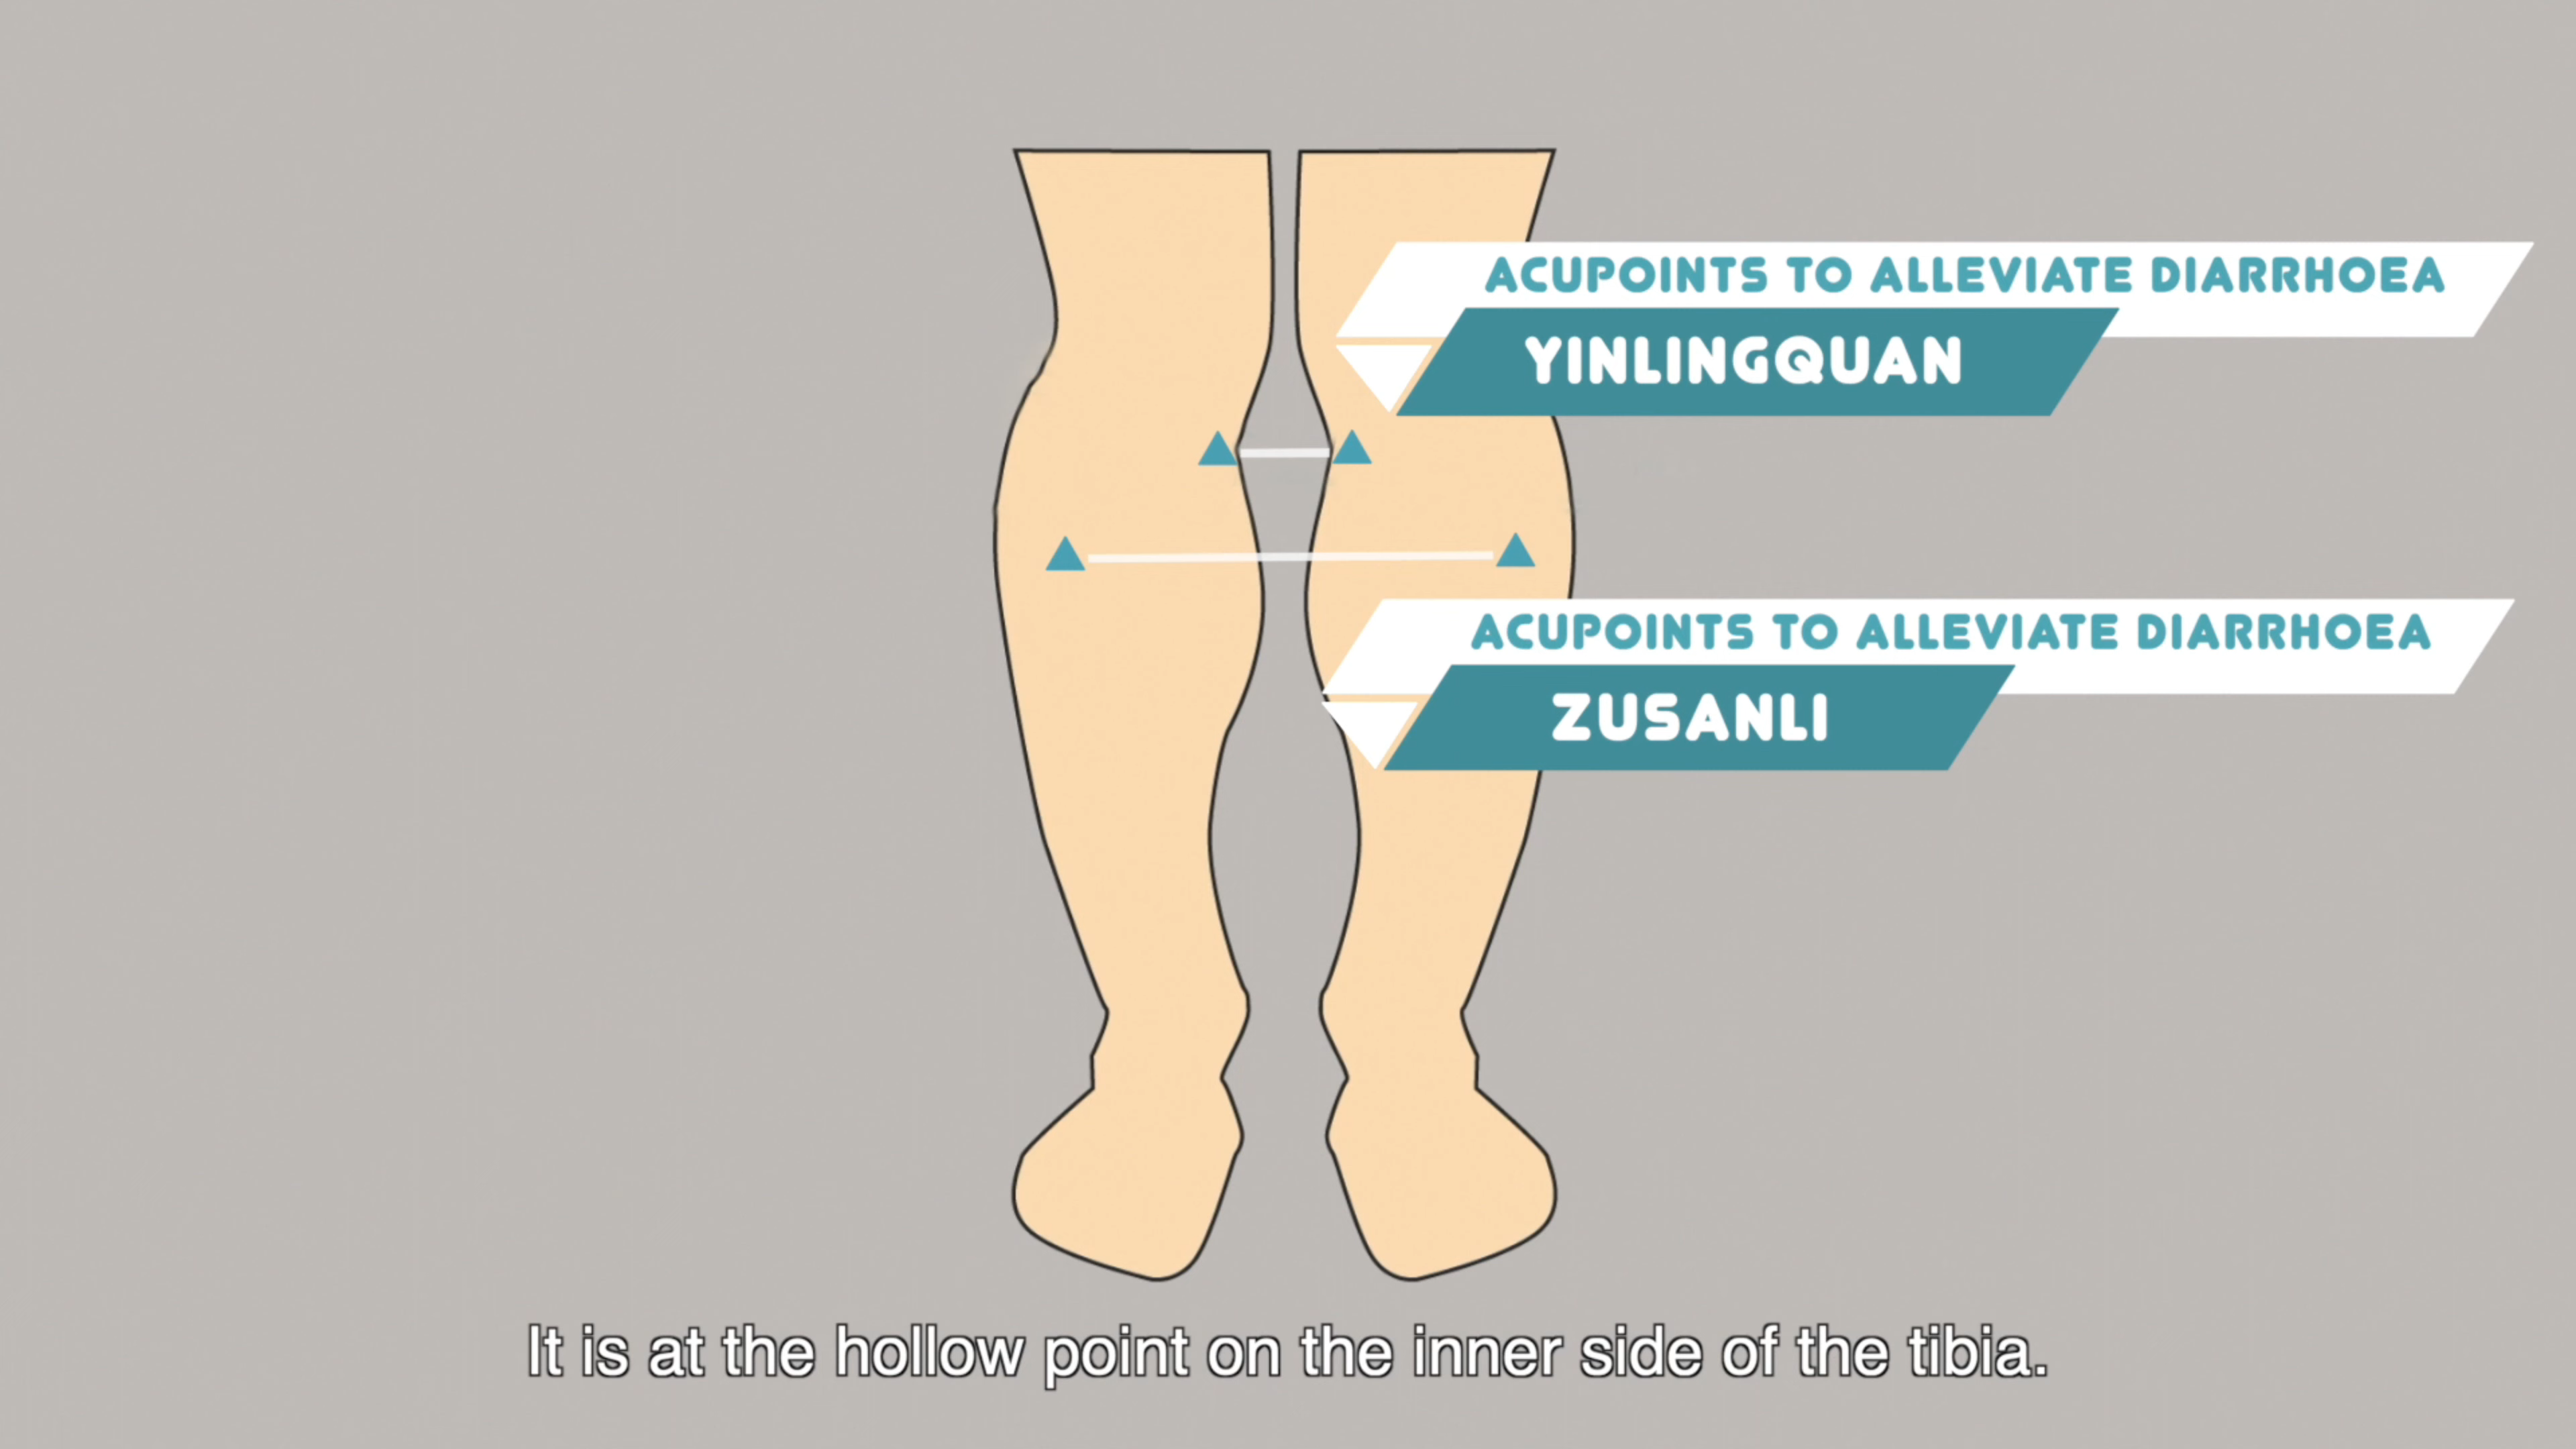 ACUPOINTS TO ALLEVIATE DIARRHOEA
YINLINGQUAN
ACUPOINTS TO ALLEVIATE DIARRHOEA
ZUSANLI
It is at the hollow point on the inner side of the tibia.